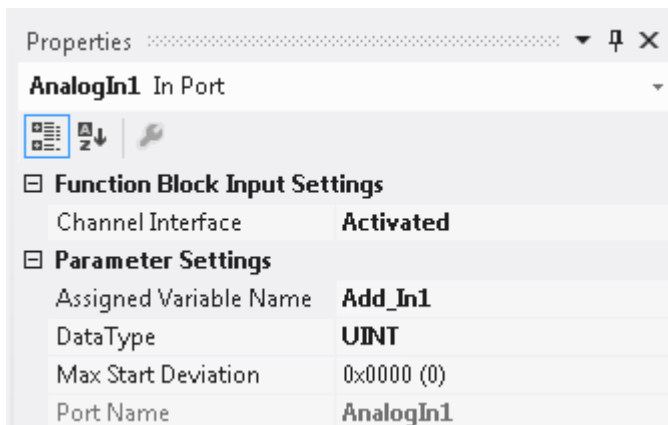 Properties
AnalogIn1 In Port
Function Block Input Settings
Channel Interface Activated
Parameter Settings
Assigned Variable Name Add_In1
DataType UINT
Max Start Deviation 0x0000 (0)
Port Name AnalogIn1